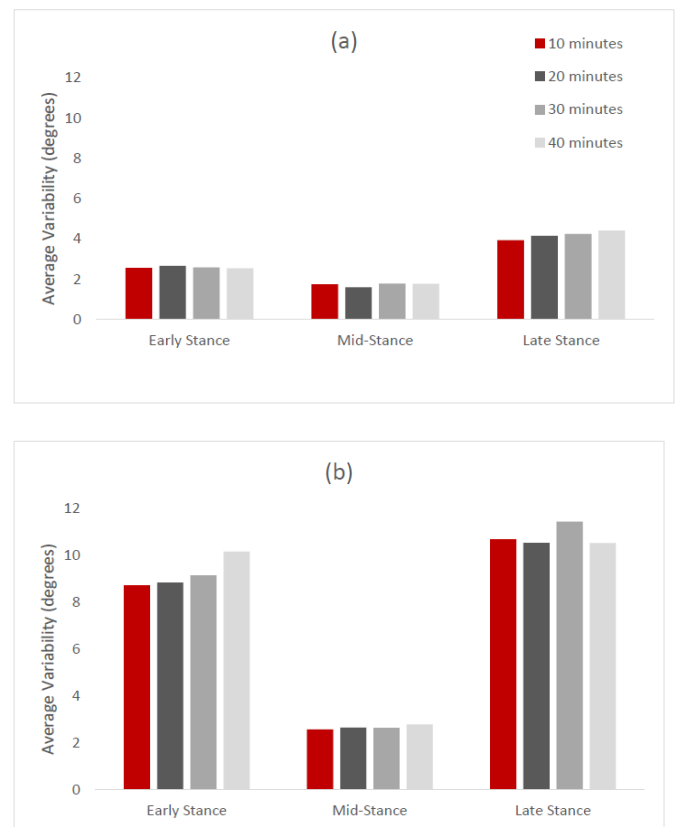 (a)
10 minutes
20 minutes
30 minutes
40 minutes
Average Variability (degrees)
12
10
8
6
4
2
0
Early Stance Mid-Stance Late Stance
(b)
Average Variability (degrees)
12
10
8
6
4
2
0
Early Stance Mid-Stance Late Stance